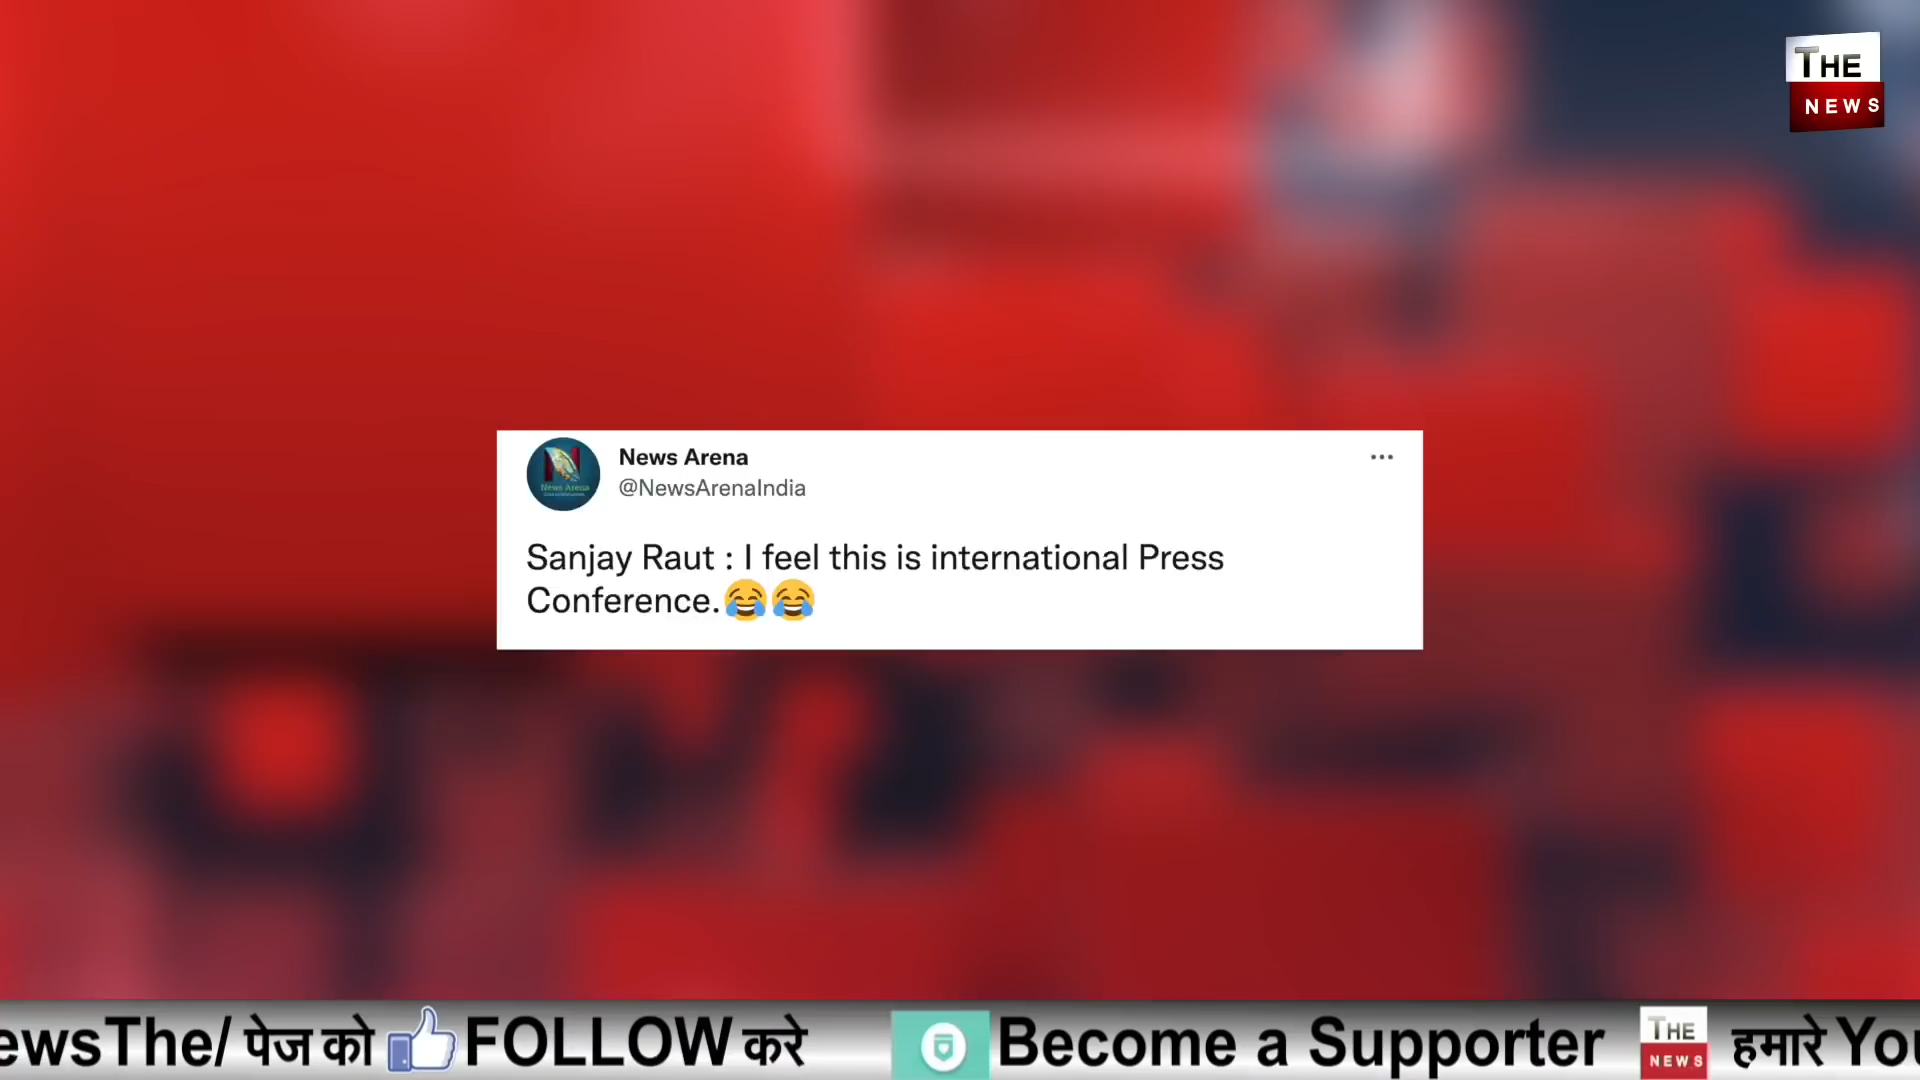 THE
NEWS
News Arena
@NewsArenaIndia
Sanjay Raut : I feel this is international Press
Conference.😂😂
ewsThe/ पेज को FOLLOW करे Become a Supporter THE NEWS हमारे You